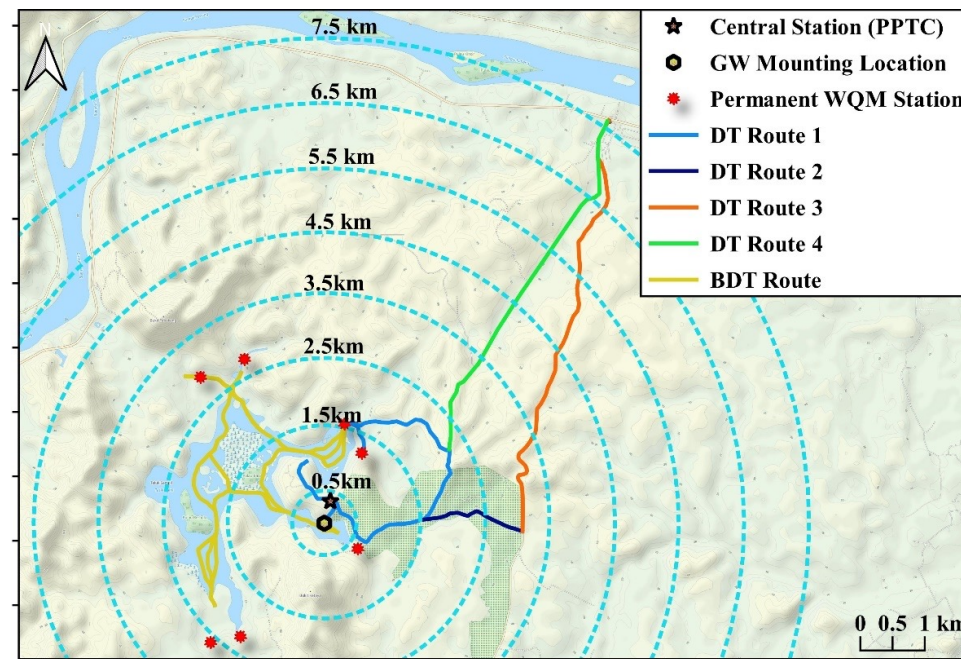 N
7.5 km
6.5 km
5.5 km
4.5 km
3.5km
2.5km
1.5km
0.5km
Central Station (PPTC)
GW Mounting Location
Permanent WQM Station
DT Route 1
DT Route 2
DT Route 3
DT Route 4
BDT Route
0 0.5 1 km